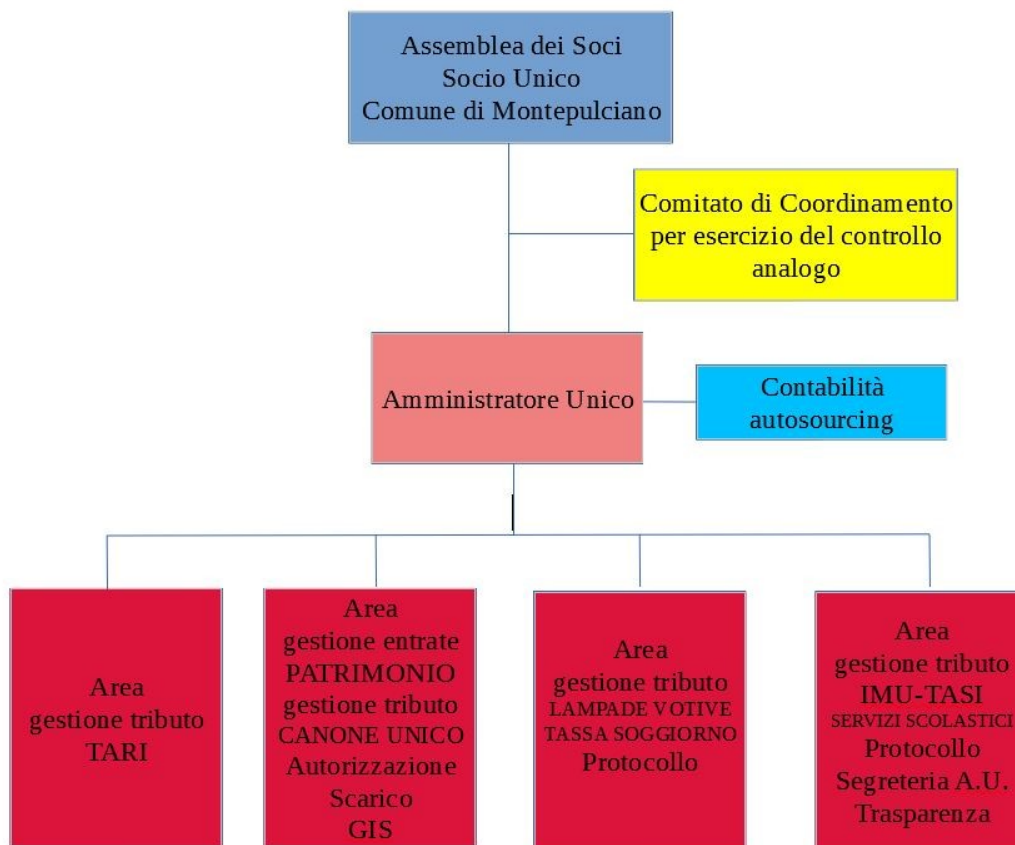 Assemblea dei Soci
Socio Unico
Comune di Montepulciano
Comitato di Coordinamento
per esercizio del controllo
analogo
Amministratore Unico
Contabilità
autosourcing
Area
gestione tributo
TARI
Area
gestione entrate
PATRIMONIO
gestione tributo
CANONE UNICO
Autorizzazione
Scarico
GIS
Area
gestione tributo
LAMPADE VOTIVE
TASSA SOGGIORNO
Protocollo
Area
gestione tributo
IMU-TASI
SERVIZI SCOLASTICI
Protocollo
Segreteria A.U.
Trasparenza